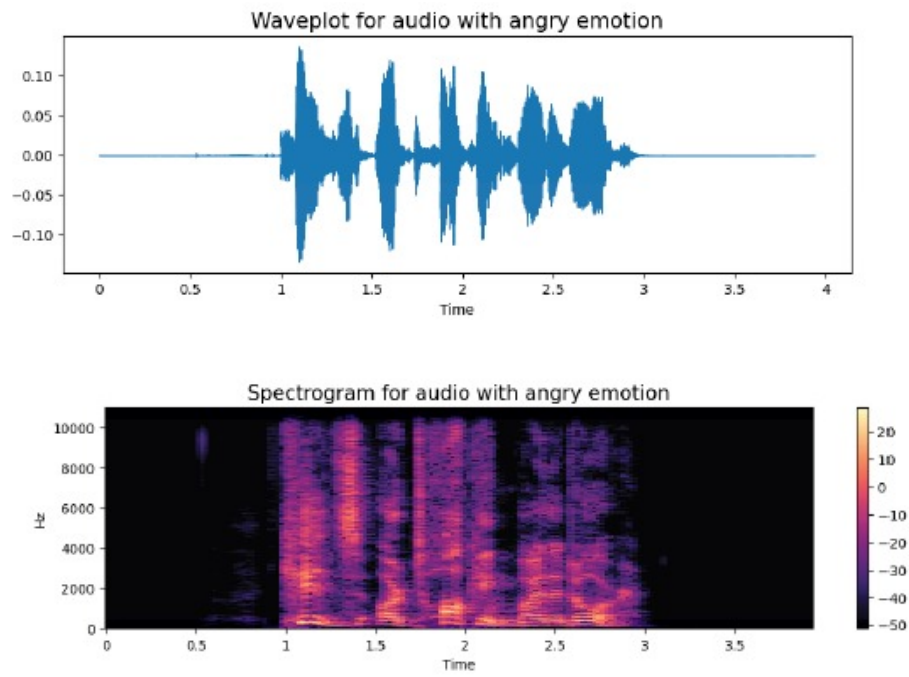 Waveplot for audio with angry emotion
0.10
0.05
0.00
−0.05
−0.10
0 0.5 1 1.5 2 2.5 3 3.5 4
Time
Spectrogram for audio with angry emotion
10000
8000
6000
4000
2000
0
Hz
0 0.5 1 1.5 2 2.5 3 3.5
Time
20
10
0
−10
−20
−30
−40
−50